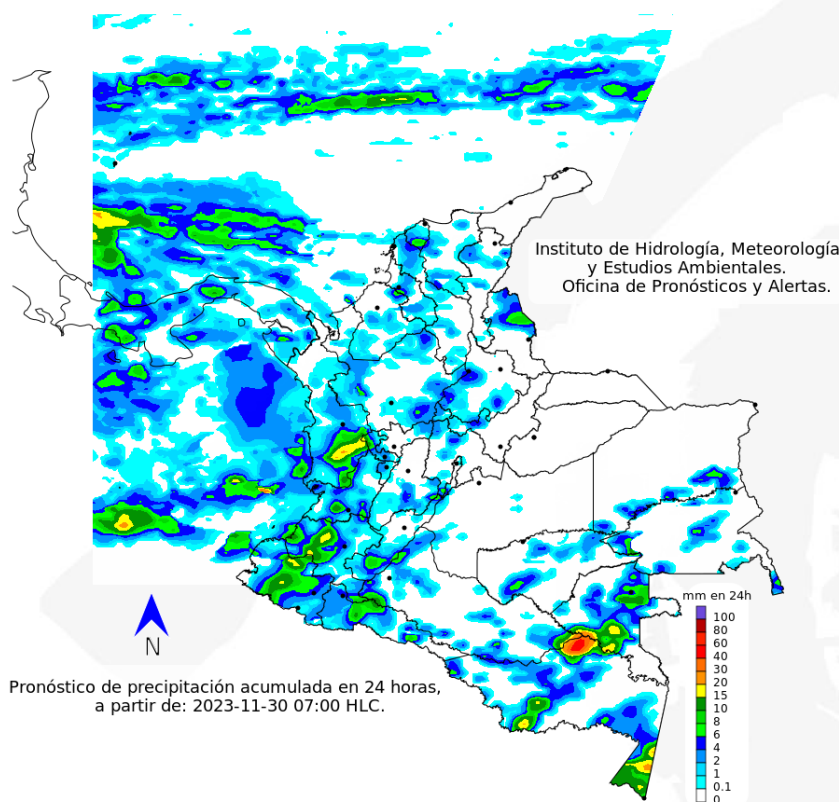 Instituto de Hidrología, Meteorología
y Estudios Ambientales.
Oficina de Pronósticos y Alertas.
mm en 24h
100
80
60
40
30
20
15
10
8
6
4
2
1
0.1
0
N
Pronóstico de precipitación acumulada en 24 horas,
a partir de: 2023-11-30 07:00 HLC.